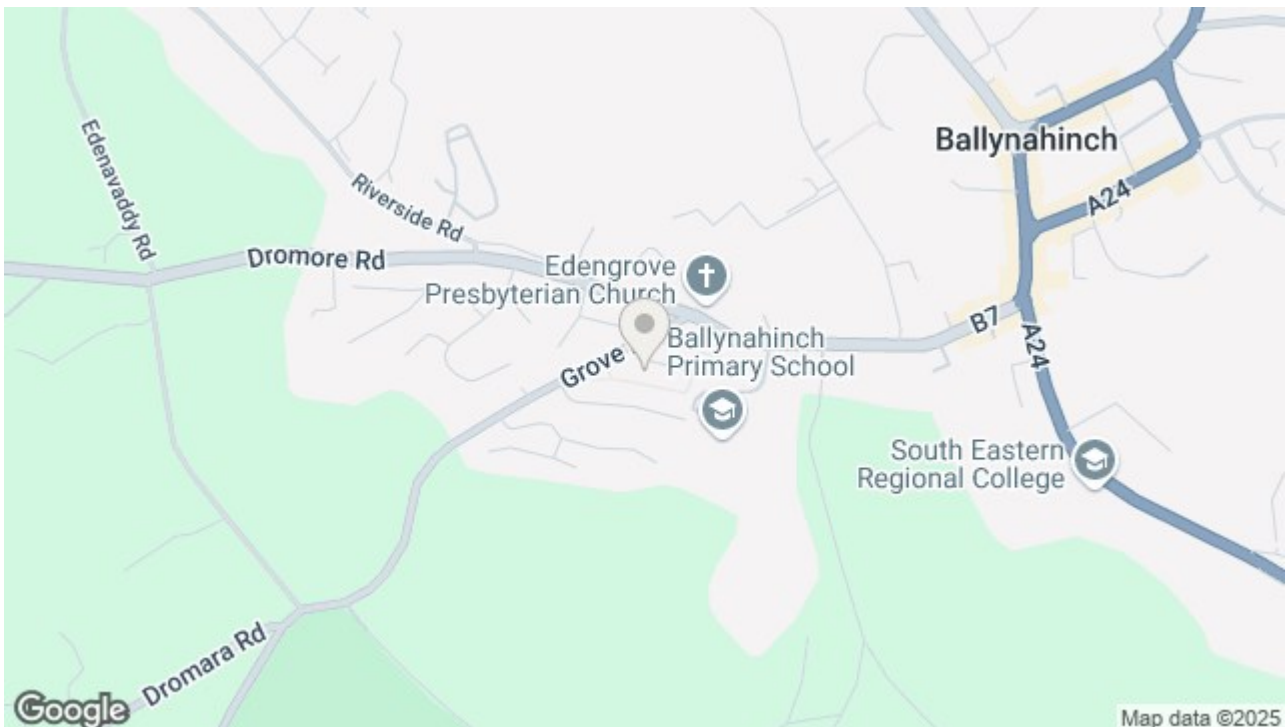 Edenavaddy Rd
Riverside Rd
Dromore Rd
Ballynahinch
A24
Edengrove
Presbyterian Church
B7
A24
Grove
Ballynahinch
Primary School
South Eastern
Regional College
Dromara Rd
Google
Map data ©2025